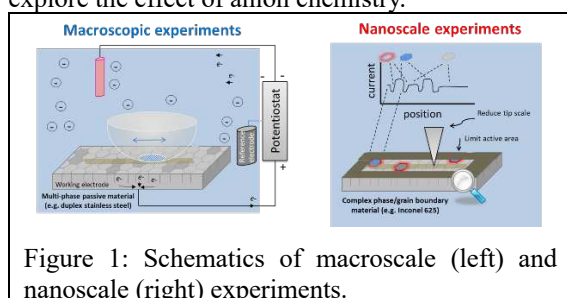 explore the effect of anion chemistry.
Macroscopic experiments
Nanoscale experiments
Potentiostat
Reference
electrode
Working electrode
Multi-phase passive material
(e.g. duplex stainless steel)
e-
e-
e-
e-
e-
current
position
Reduce tip scale
Limit active area
Complex phase/grain boundary
material (e.g. Inconel 625)
Figure 1: Schematics of macroscale (left) and
nanoscale (right) experiments.